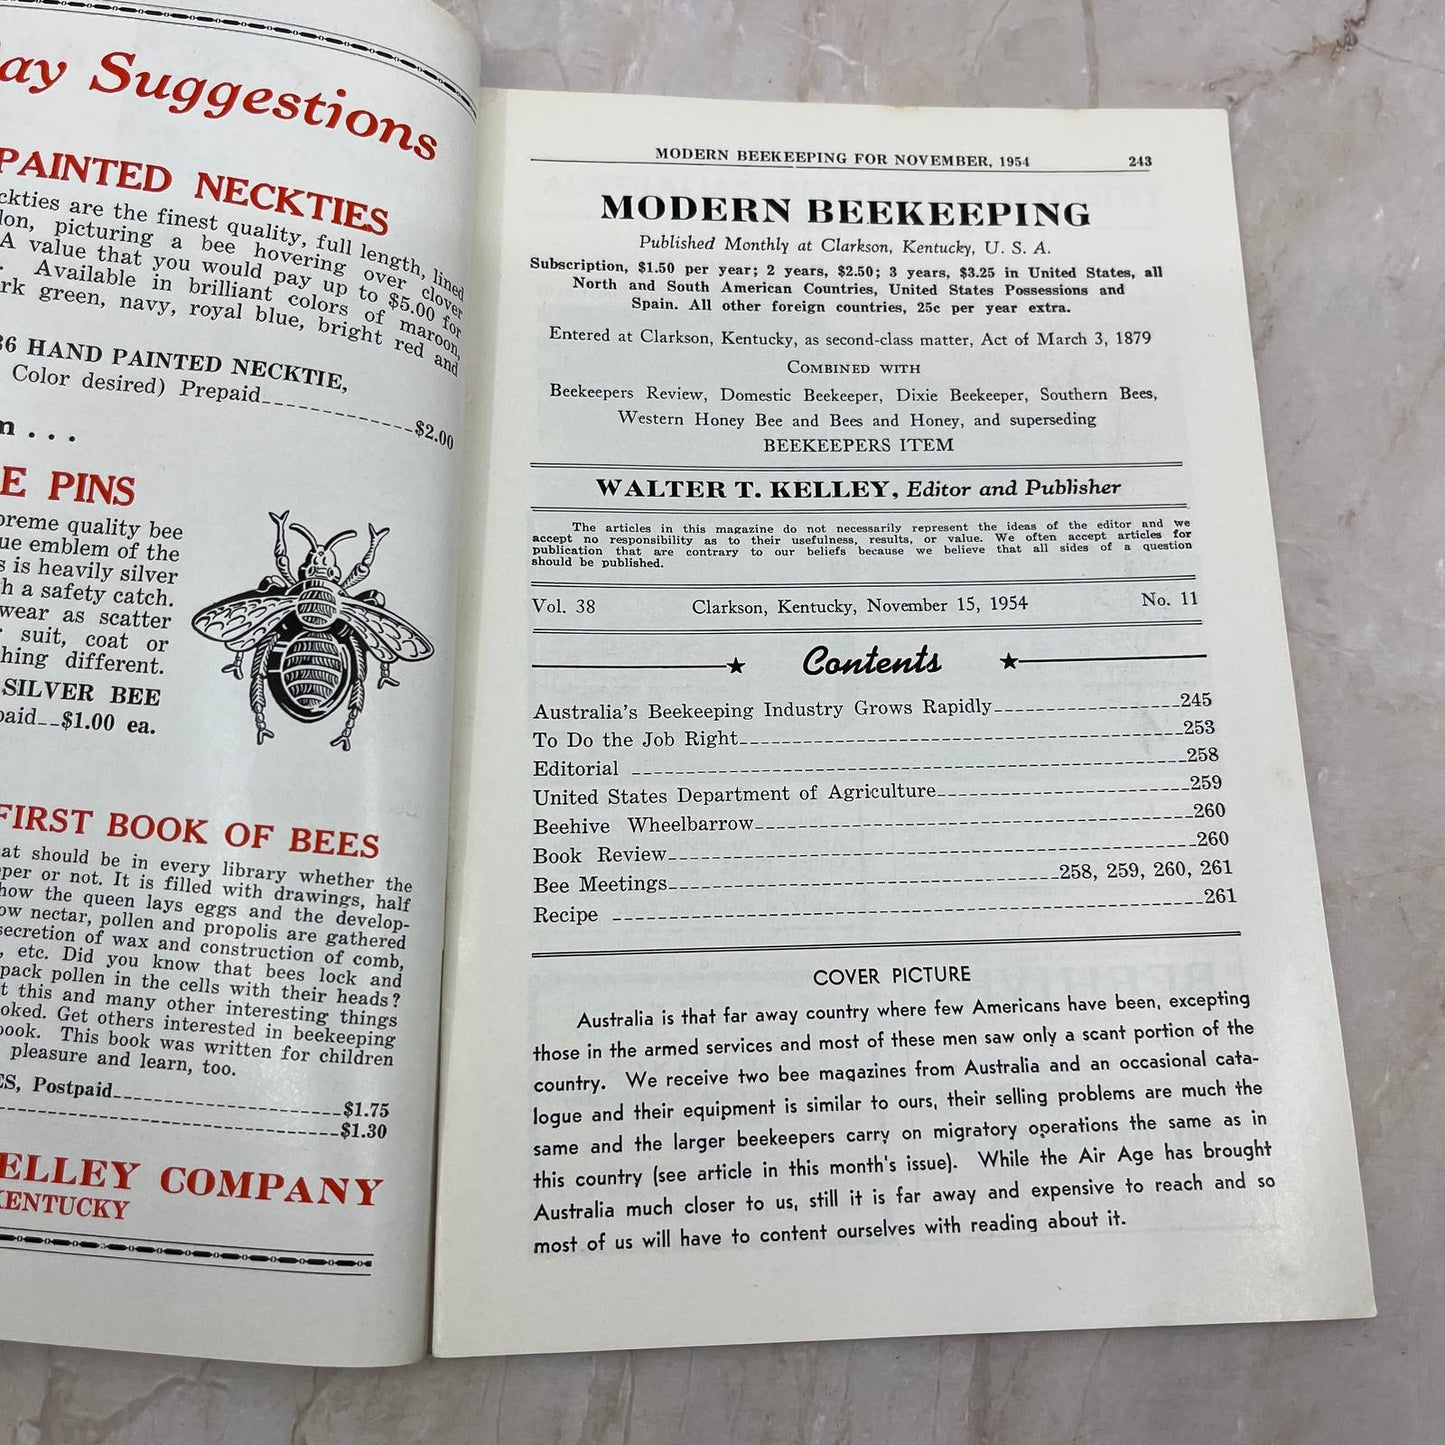 Suggestions
PAINTED NECKTIES
ckties are the finest quality, full length, lined
picturing a bee hovering over clover
A value that you would pay up to $5.00 for
Available in brilliant colors of maroon,
rk green, navy, royal blue, bright red and
36 HAND PAINTED NECKTIE,
Color desired) Prepaid $2.00
PINS
preme quality bee
ue emblem of the
s is heavily silver
h a safety catch.
wear as scatter
suit, coat or
hing different.
SILVER BEE
paid $1.00 ea.
FIRST BOOK OF BEES
at should be in every library whether the
per or not. It is filled with drawings, half
how the queen lays eggs and the develop-
ow nectar, pollen and propolis are gathered
secretion of wax and construction of comb,
, etc. Did you know that bees lock and
pack pollen in the cells with their heads?
t this and many other interesting things
oked. Get others interested in beekeeping
book. This book was written for children
pleasure and learn, too.
ES, Postpaid $1.75
$1.30
ELLEY COMPANY
KENTUCKY
MODERN BEEKEEPING FOR NOVEMBER, 1954 243
MODERN BEEKEEPING
Published Monthly at Clarkson, Kentucky, U. S. A.
Subscription, $1.50 per year; 2 years, $2.50; 3 years, $3.25 in United States, all
North and South American Countries, United States Possessions and
Spain. All other foreign countries, 25c per year extra.
Entered at Clarkson, Kentucky, as second-class matter, Act of March 3, 1879
COMBINED WITH
Beekeepers Review, Domestic Beekeeper, Dixie Beekeeper, Southern Bees,
Western Honey Bee and Bees and Honey, and superseding
BEEKEEPERS ITEM
WALTER T. KELLEY, Editor and Publisher
The articles in this magazine do not necessarily represent the ideas of the editor and we
accept no responsibility as to their usefulness, results, or value. We often accept articles for
publication that are contrary to our beliefs because we believe that all sides of a question
should be published.
Vol. 38 Clarkson, Kentucky, November 15, 1954 No. 11
Contents
Australia's Beekeeping Industry Grows Rapidly 245
To Do the Job Right 253
Editorial 258
United States Department of Agriculture 259
Beehive Wheelbarrow 260
Book Review 260
Bee Meetings 258, 259, 260, 261
Recipe 261
COVER PICTURE
Australia is that far away country where few Americans have been, excepting
those in the armed services and most of these men saw only a scant portion of the
country. We receive two bee magazines from Australia and an occasional cata-
logue and their equipment is similar to ours, their selling problems are much the
same and the larger beekeepers carry on migratory operations the same as in
this country (see article in this month's issue). While the Air Age has brought
Australia much closer to us, still it is far away and expensive to reach and so
most of us will have to content ourselves with reading about it.